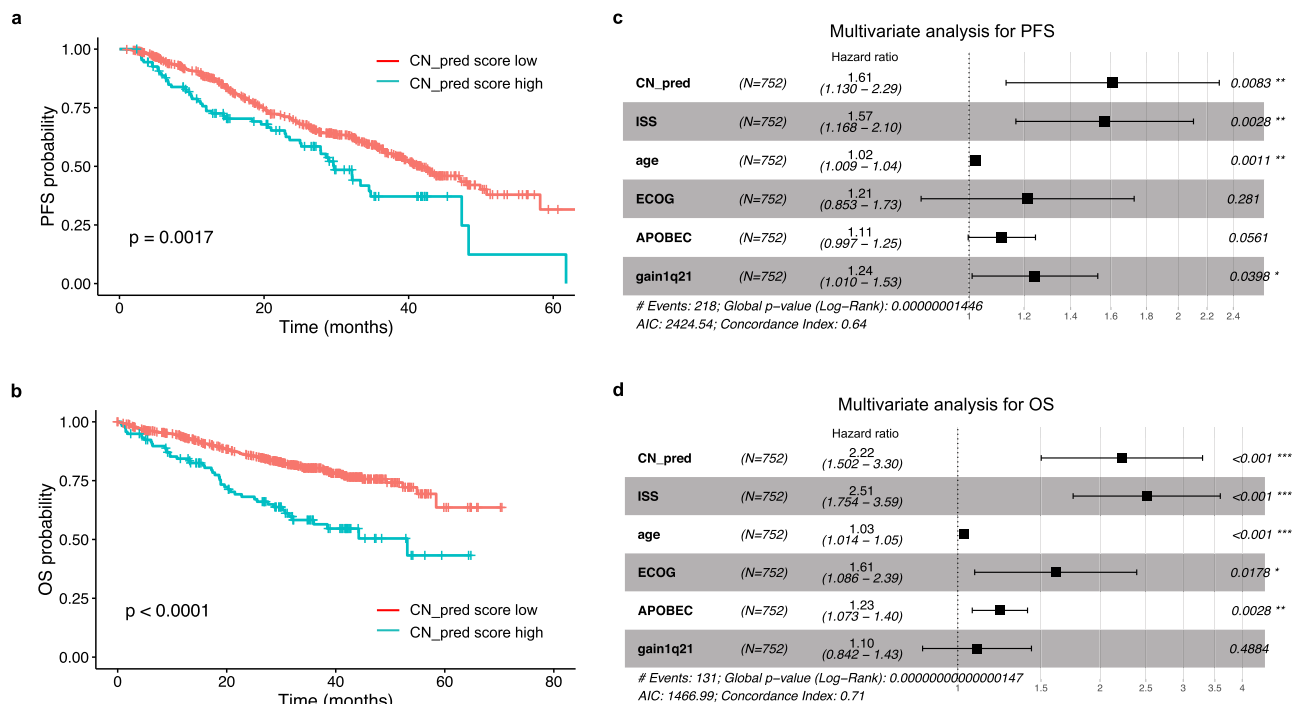 a
1.00
0.75
0.50
0.25
0.00
PFS probability
CN_pred score low
CN_pred score high
p = 0.0017
0 20 40 60
Time (months)
b
1.00
0.75
0.50
0.25
0.00
OS probability
p < 0.0001
CN_pred score low
CN_pred score high
0 20 40 60 80
Time (months)
c
Multivariate analysis for PFS
Hazard ratio
CN_pred (N=752) 1.61 (1.130 − 2.29) 0.0083 **
ISS (N=752) 1.57 (1.168 − 2.10) 0.0028 **
age (N=752) 1.02 (1.009 − 1.04) 0.0011 **
ECOG (N=752) 1.21 (0.853 − 1.73) 0.281
APOBEC (N=752) 1.11 (0.997 − 1.25) 0.0561
gain1q21 (N=752) 1.24 (1.010 − 1.53) 0.0398 *
# Events: 218; Global p−value (Log−Rank): 0.00000001446
AIC: 2424.54; Concordance Index: 0.64
1 1.2 1.4 1.6 1.8 2 2.2 2.4
d
Multivariate analysis for OS
Hazard ratio
CN_pred (N=752) 2.22 (1.502 − 3.30) <0.001 ***
ISS (N=752) 2.51 (1.754 − 3.59) <0.001 ***
age (N=752) 1.03 (1.014 − 1.05) <0.001 ***
ECOG (N=752) 1.61 (1.086 − 2.39) 0.0178 *
APOBEC (N=752) 1.23 (1.073 − 1.40) 0.0028 **
gain1q21 (N=752) 1.10 (0.842 − 1.43) 0.4884
# Events: 131; Global p−value (Log−Rank): 0.00000000000000147
AIC: 1466.99; Concordance Index: 0.71
1 1.5 2 2.5 3 3.5 4